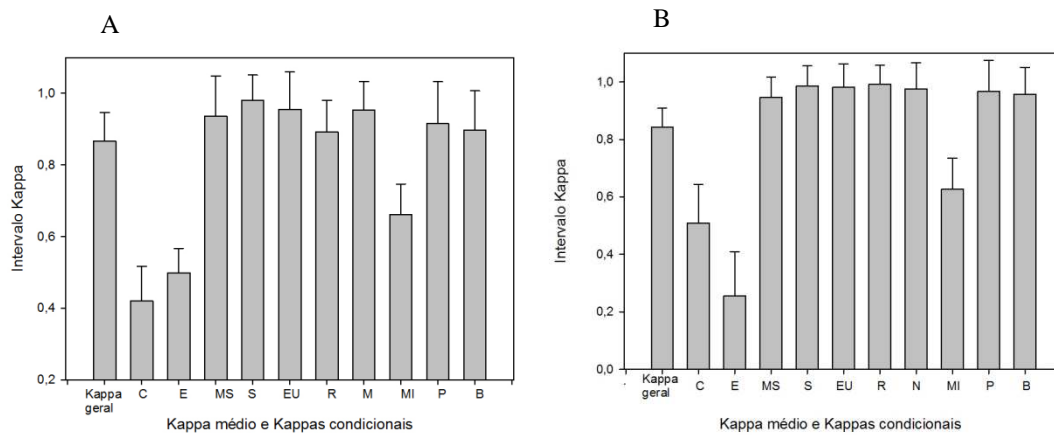 A
Intervalo Kappa
1,0
0,8
0,6
0,4
0,2
Kappa geral C E MS S EU R M MI P B
Kappa médio e Kappas condicionais
B
Intervalo Kappa
1,0
0,8
0,6
0,4
0,2
0,0
Kappa geral C E MS S EU R N MI P B
Kappa médio e Kappas condicionais